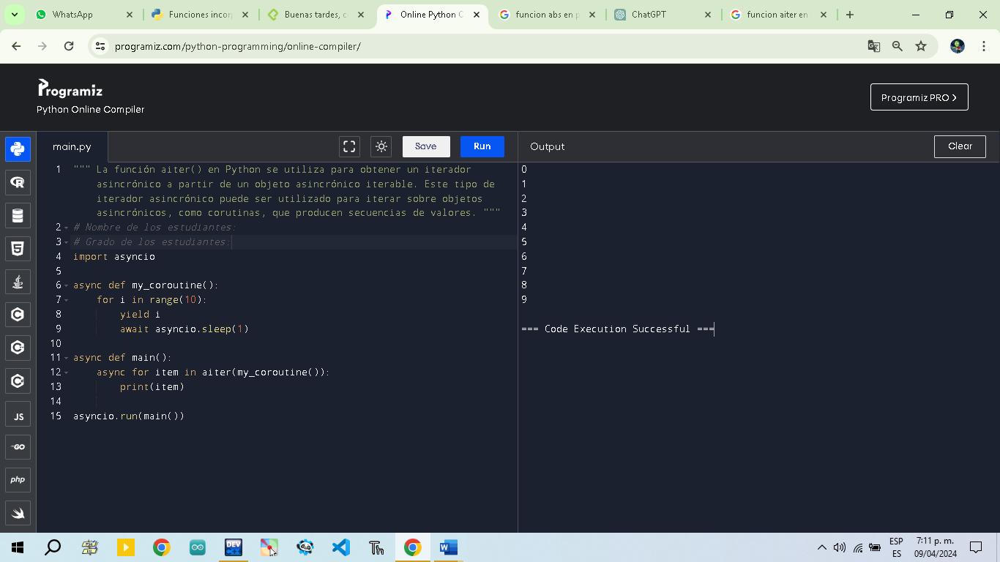 WhatsApp
Funciones incorp
Buenas tardes, c
Online Python C
funcion abs en p
ChatGPT
funcion aiter en
programiz.com/python-programming/online-compiler/
Programiz
Python Online Compiler
Programiz PRO >
main.py
Save
Run
Output
Clear
1 """ La función aiter() en Python se utiliza para obtener un iterador
asincrónico a partir de un objeto asincrónico iterable. Este tipo de
iterador asincrónico puede ser utilizado para iterar sobre objetos
asincrónicos, como corutinas, que producen secuencias de valores. """
2 # Nombre de los estudiantes:
3 # Grado de los estudiantes:
4 import asyncio
5
6 async def my_coroutine():
7 for i in range(10):
8 yield i
9 await asyncio.sleep(1)
10
11 async def main():
12 async for item in aiter(my_coroutine()):
13 print(item)
14
15 asyncio.run(main())
0
1
2
3
4
5
6
7
8
9
=== Code Execution Successful ===
JS
GO
php
DEV
Th
W
ESP
ES
7:11 p. m.
09/04/2024